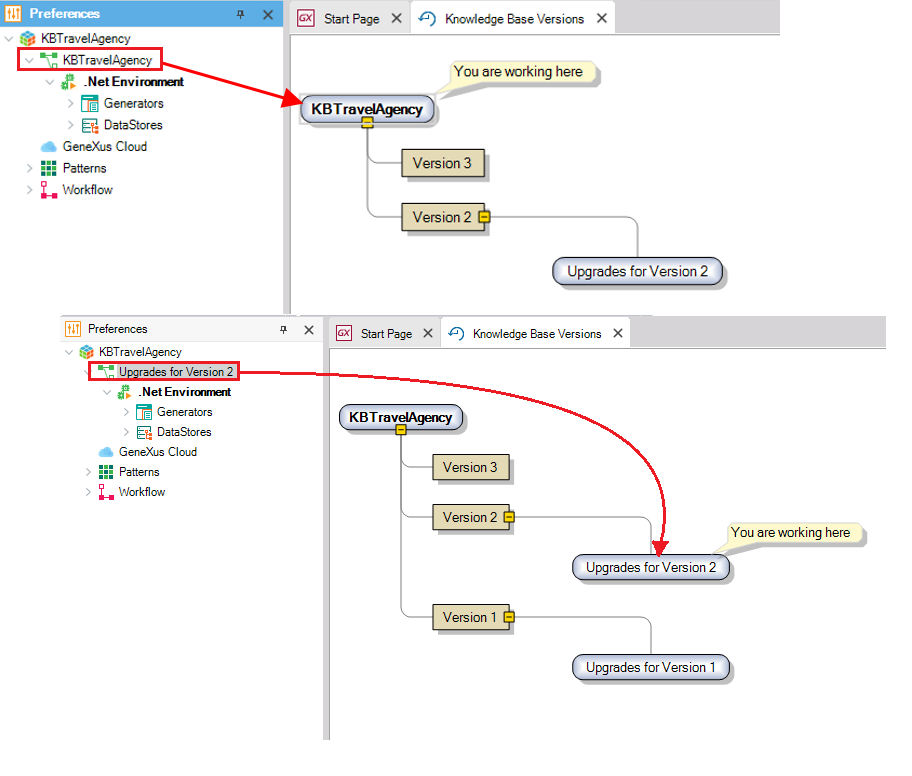 Preferences
KBTravelAgency
KBTravelAgency
.Net Environment
Generators
DataStores
GeneXus Cloud
Patterns
Workflow
GX Start Page
Knowledge Base Versions
You are working here
KBTravelAgency
Version 3
Version 2
Upgrades for Version 2
Preferences
KBTravelAgency
Upgrades for Version 2
.Net Environment
Generators
DataStores
GeneXus Cloud
Patterns
Workflow
GX Start Page
Knowledge Base Versions
KBTravelAgency
Version 3
Version 2
You are working here
Upgrades for Version 2
Version 1
Upgrades for Version 1